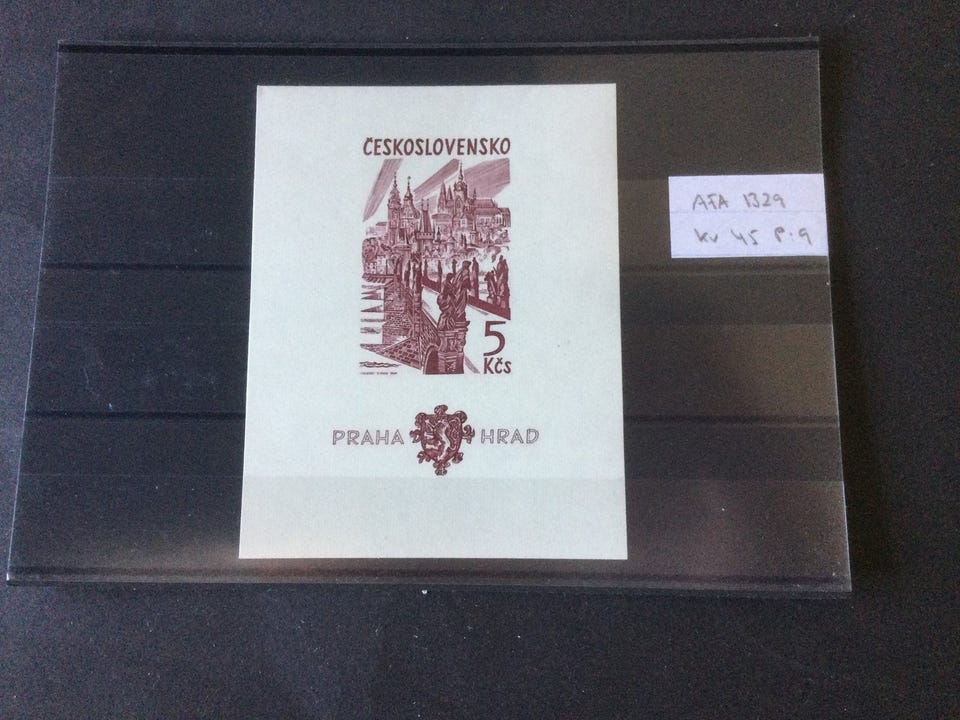 ČESKOSLOVENSKO
5
Kčs
PRAHA HRAD
AFA 1329
kv 45 P.9